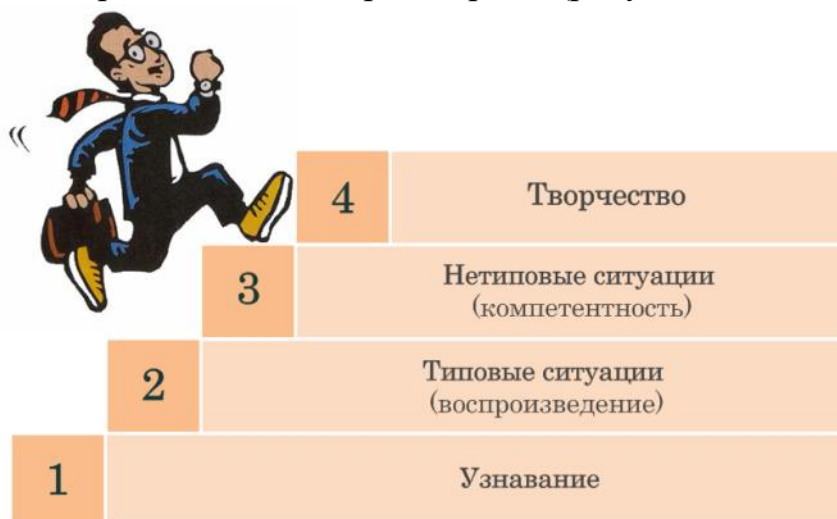 4
Творчество
3
Нетиповые ситуации
(компетентность)
2
Типовые ситуации
(воспроизведение)
1
Узнавание